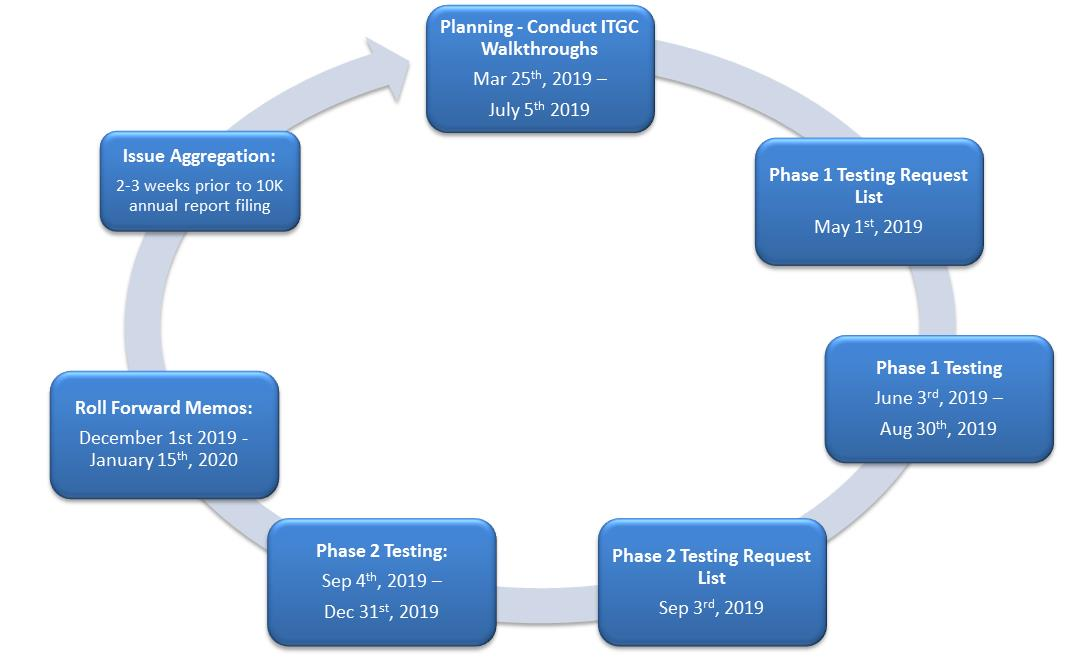 Planning - Conduct ITGC
Walkthroughs
Mar 25th, 2019 –
July 5th 2019
Phase 1 Testing Request
List
May 1st, 2019
Phase 1 Testing
June 3rd, 2019 –
Aug 30th, 2019
Phase 2 Testing Request
List
Sep 3rd, 2019
Phase 2 Testing:
Sep 4th, 2019 –
Dec 31st, 2019
Roll Forward Memos:
December 1st 2019 -
January 15th, 2020
Issue Aggregation:
2-3 weeks prior to 10K
annual report filing